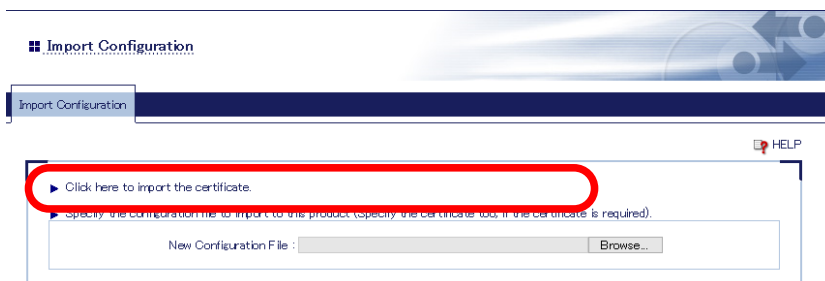 Import Configuration
Import Configuration
HELP
Click here to import the certificate.
Specify the configuration file to import to this product (Specify the certificate too, if the certificate is required).
New Configuration File :
Browse...